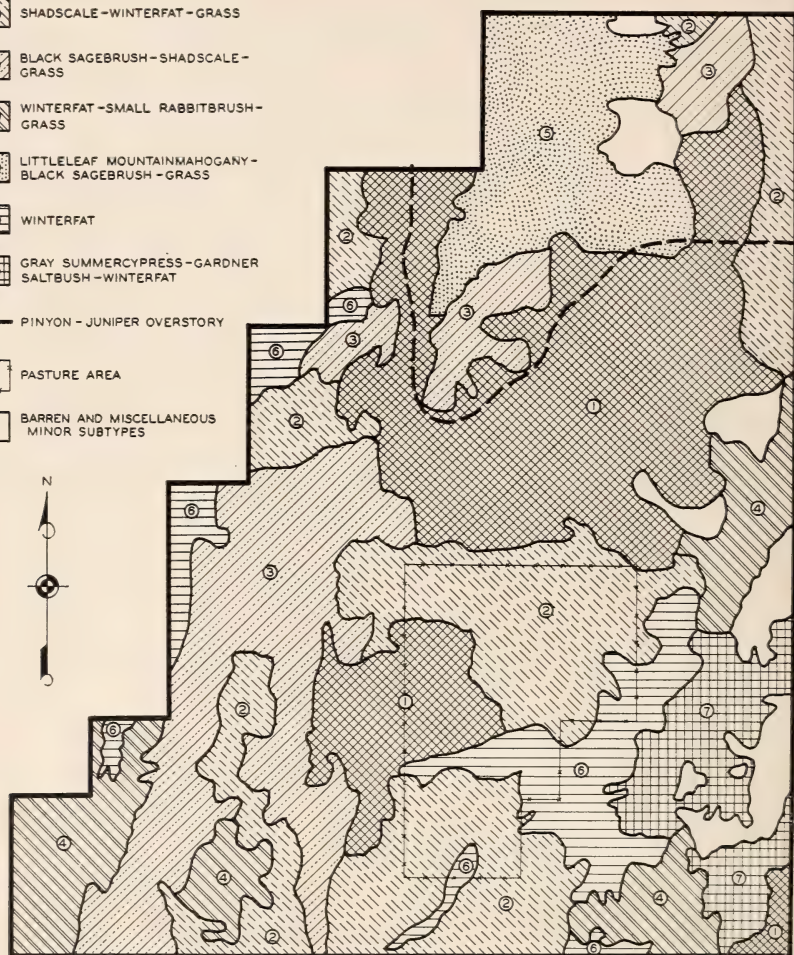 SHADSCALE-WINTERFAT-GRASS
BLACK SAGEBRUSH-SHADSCALE-
GRASS
WINTERFAT-SMALL RABBITBRUSH-
GRASS
LITTLELEAF MOUNTAINMAHOGANY-
BLACK SAGEBRUSH-GRASS
WINTERFAT
GRAY SUMMERCYPRESS-GARDNER
SALTBUSH-WINTERFAT
PINYON-JUNIPER OVERSTORY
PASTURE AREA
BARREN AND MISCELLANEOUS
MINOR SUBTYPES
N
2
3
5
2
2
6
3
3
6
1
2
4
6
3
2
1
2
7
6
6
4
6
4
7
4
2
1
2
6